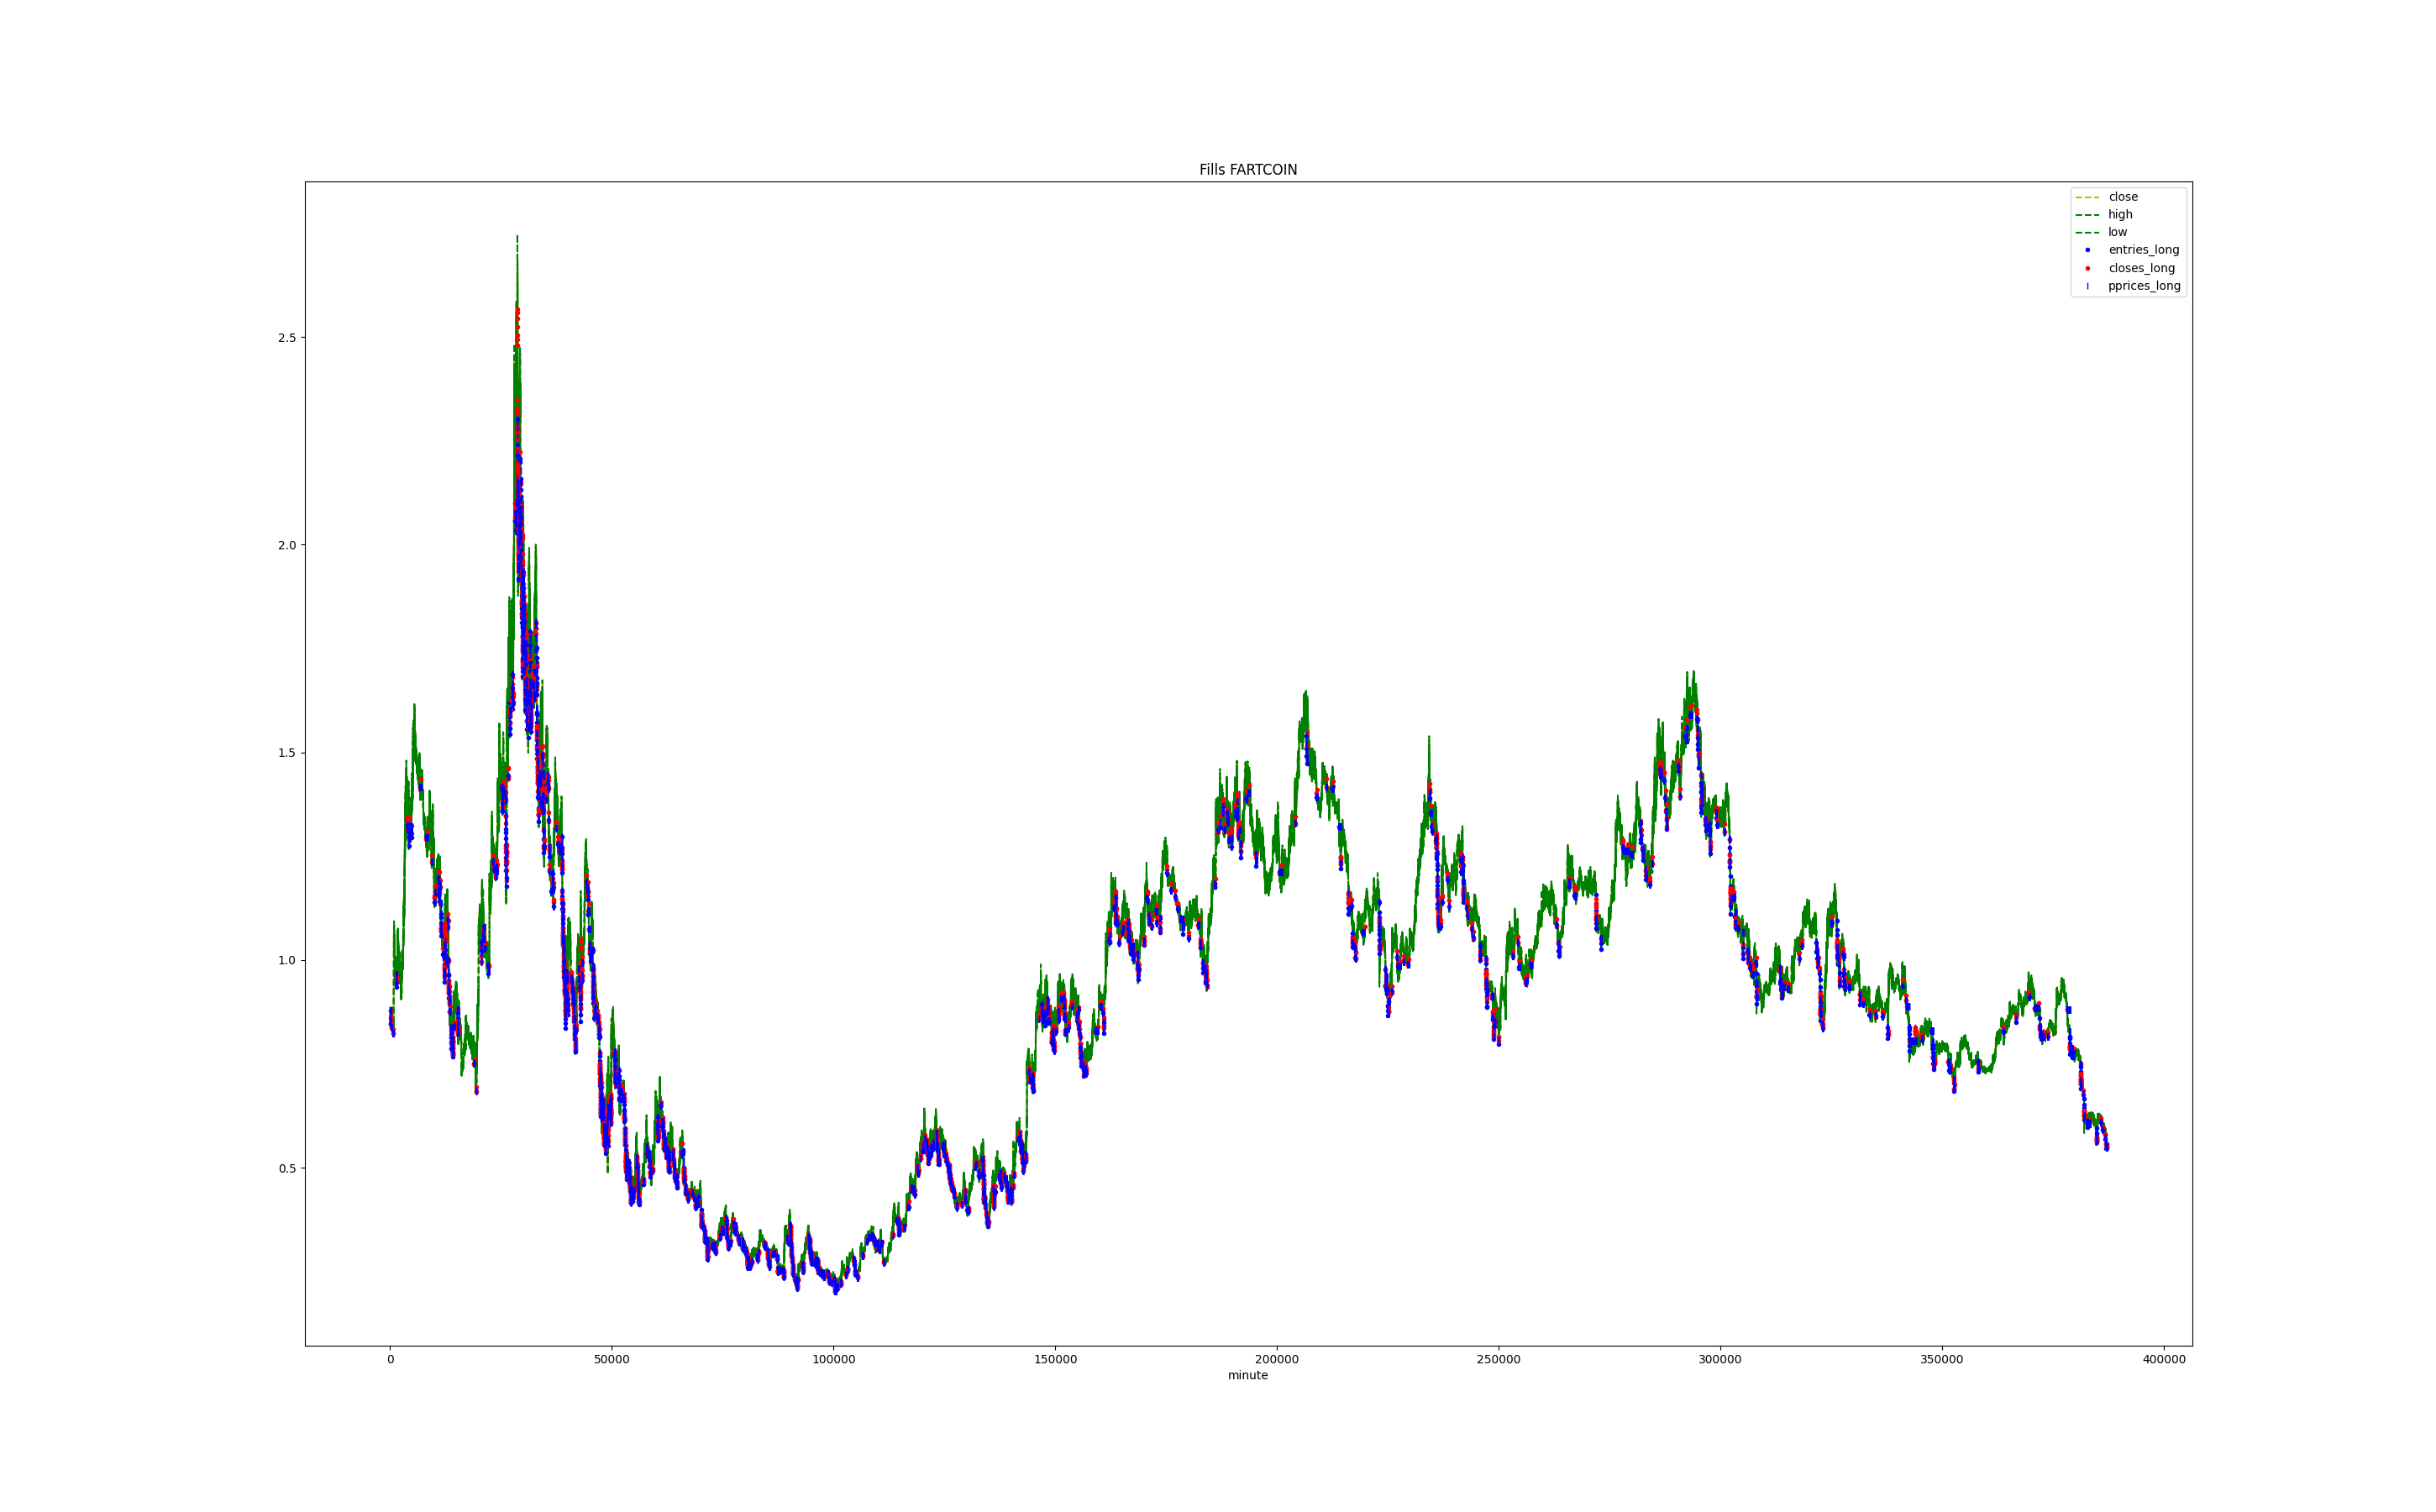 Fills FARTCOIN
close
high
low
entries_long
closes_long
pprices_long
2.5
2.0
1.5
1.0
0.5
0 50000 100000 150000 200000 250000 300000 350000 400000
minute